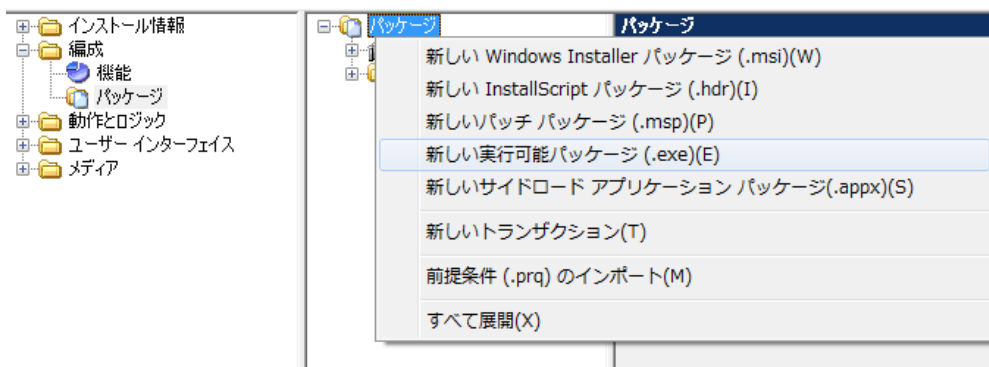 インストール情報
編成
機能
パッケージ
動作とロジック
ユーザー インターフェイス
メディア
パッケージ
パッケージ
新しい Windows Installer パッケージ (.msi)(W)
新しい InstallScript パッケージ (.hdr)(I)
新しいパッチ パッケージ (.msp)(P)
新しい実行可能パッケージ (.exe)(E)
新しいサイドロード アプリケーション パッケージ(.appx)(S)
新しいトランザクション(T)
前提条件 (.prq) のインポート(M)
すべて展開(X)